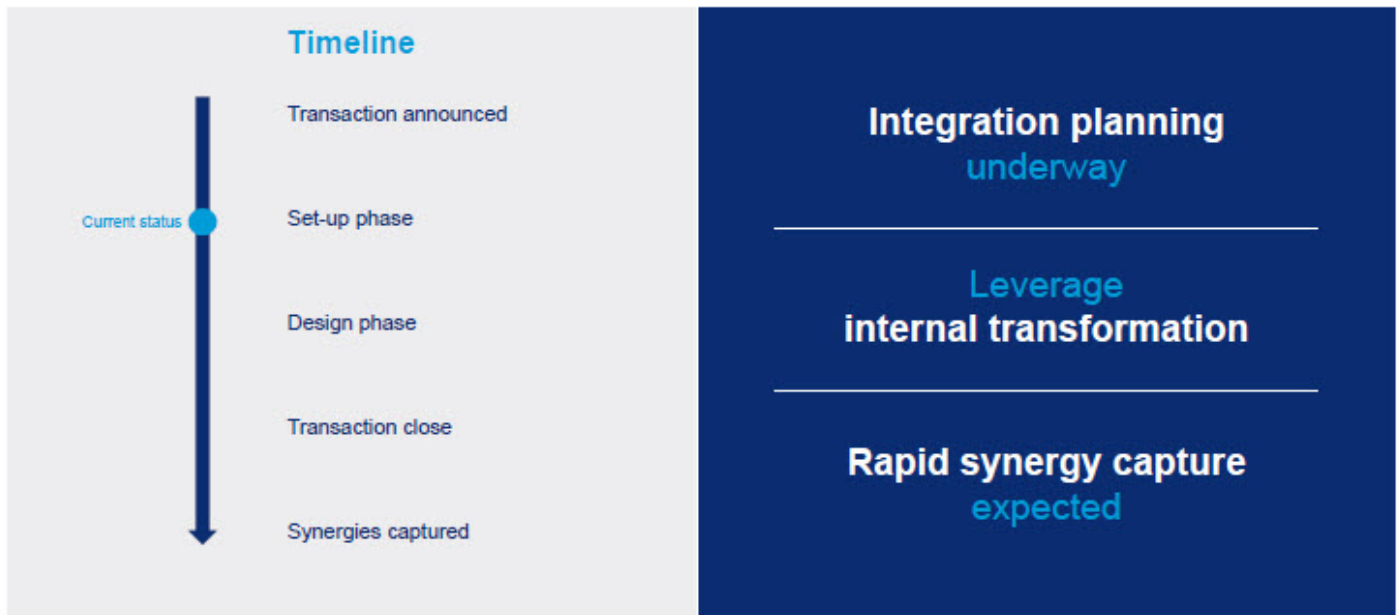 Timeline
Transaction announced
Current status
Set-up phase
Design phase
Transaction close
Synergies captured
Integration planning
underway
Leverage
internal transformation
Rapid synergy capture
expected